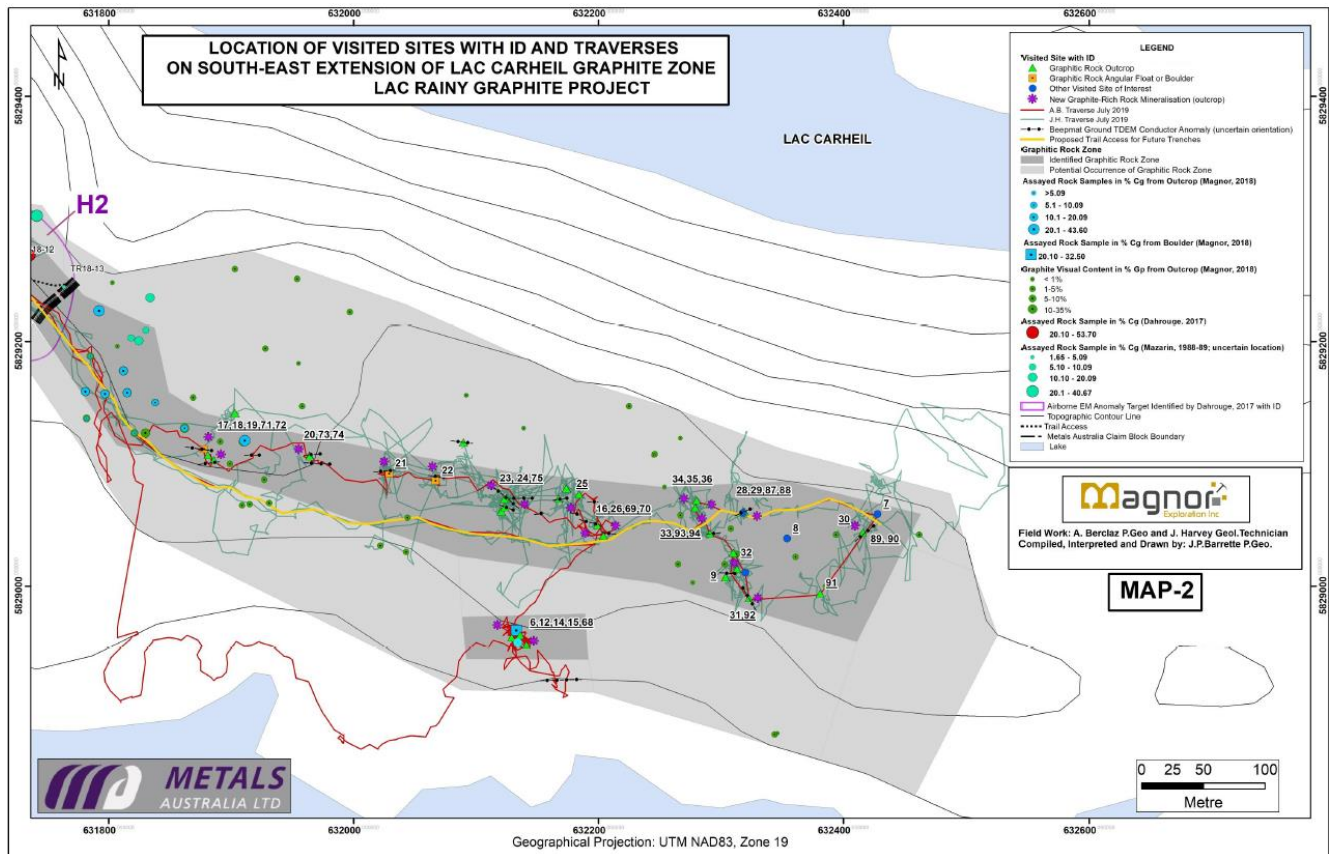 631800
632000
632200
632400
632600
LOCATION OF VISITED SITES WITH ID AND TRAVERSES
ON SOUTH-EAST EXTENSION OF LAC CARHEIL GRAPHITE ZONE
LAC RAINY GRAPHITE PROJECT
N
LAC CARHEIL
5829400
5829200
5829000
LEGEND
Visited Site with ID
Graphitic Rock Outcrop
Graphitic Rock Angular Float or Boulder
Other Visited Site of Interest
New Graphite-Rich Rock Mineralisation (outcrop)
A.B. Traverse July 2019
J.H. Traverse July 2019
Beepmat Ground TDEM Conductor Anomaly (uncertain orientation)
Proposed Trail Access for Future Trenches
Graphitic Rock Zone
Identified Graphitic Rock Zone
Potential Occurrence of Graphitic Rock Zone
Assayed Rock Samples in % Cg from Outcrop (Magnor, 2018)
>5.09
5.1 - 10.09
10.1 - 20.09
20.1 - 43.60
Assayed Rock Sample in % Cg from Boulder (Magnor, 2018)
20.10 - 32.50
Graphite Visual Content in % Gp from Outcrop (Magnor, 2018)
< 1%
1-5%
5-10%
10-35%
Assayed Rock Sample in % Cg (Dahrouge. 2017)
20.10 - 53.70
Assayed Rock Sample in % Cg (Mazarin, 1988-89; uncertain location)
1.65 - 5.09
5.10 - 10.09
10.10 - 20.09
20.1 - 40.67
Airborne EM Anomaly Target Identified by Dahrouge, 2017 with ID
Topographic Contour Line
Trail Access
Metals Australia Claim Block Boundary
Lake
H2
18-12
TR18-13
17,18,19,71,72
20,73,74
21
22
23, 24,75
25
16,26,69,70
34,35,36
28,29,87,88
7
8
30
33,93,94
32
9
89, 90
91
31,92
6,12,14,15,68
Magnor
Exploration Inc
Field Work: A. Berclaz P.Geo and J. Harvey Geol.Technician
Compiled, Interpreted and Drawn by: J.P.Barrette P.Geo.
MAP-2
METALS
AUSTRALIA LTD
0 25 50 100
Metre
5829400
5829200
5829000
631800
632000
632200
632400
632600
Geographical Projection: UTM NAD83, Zone 19